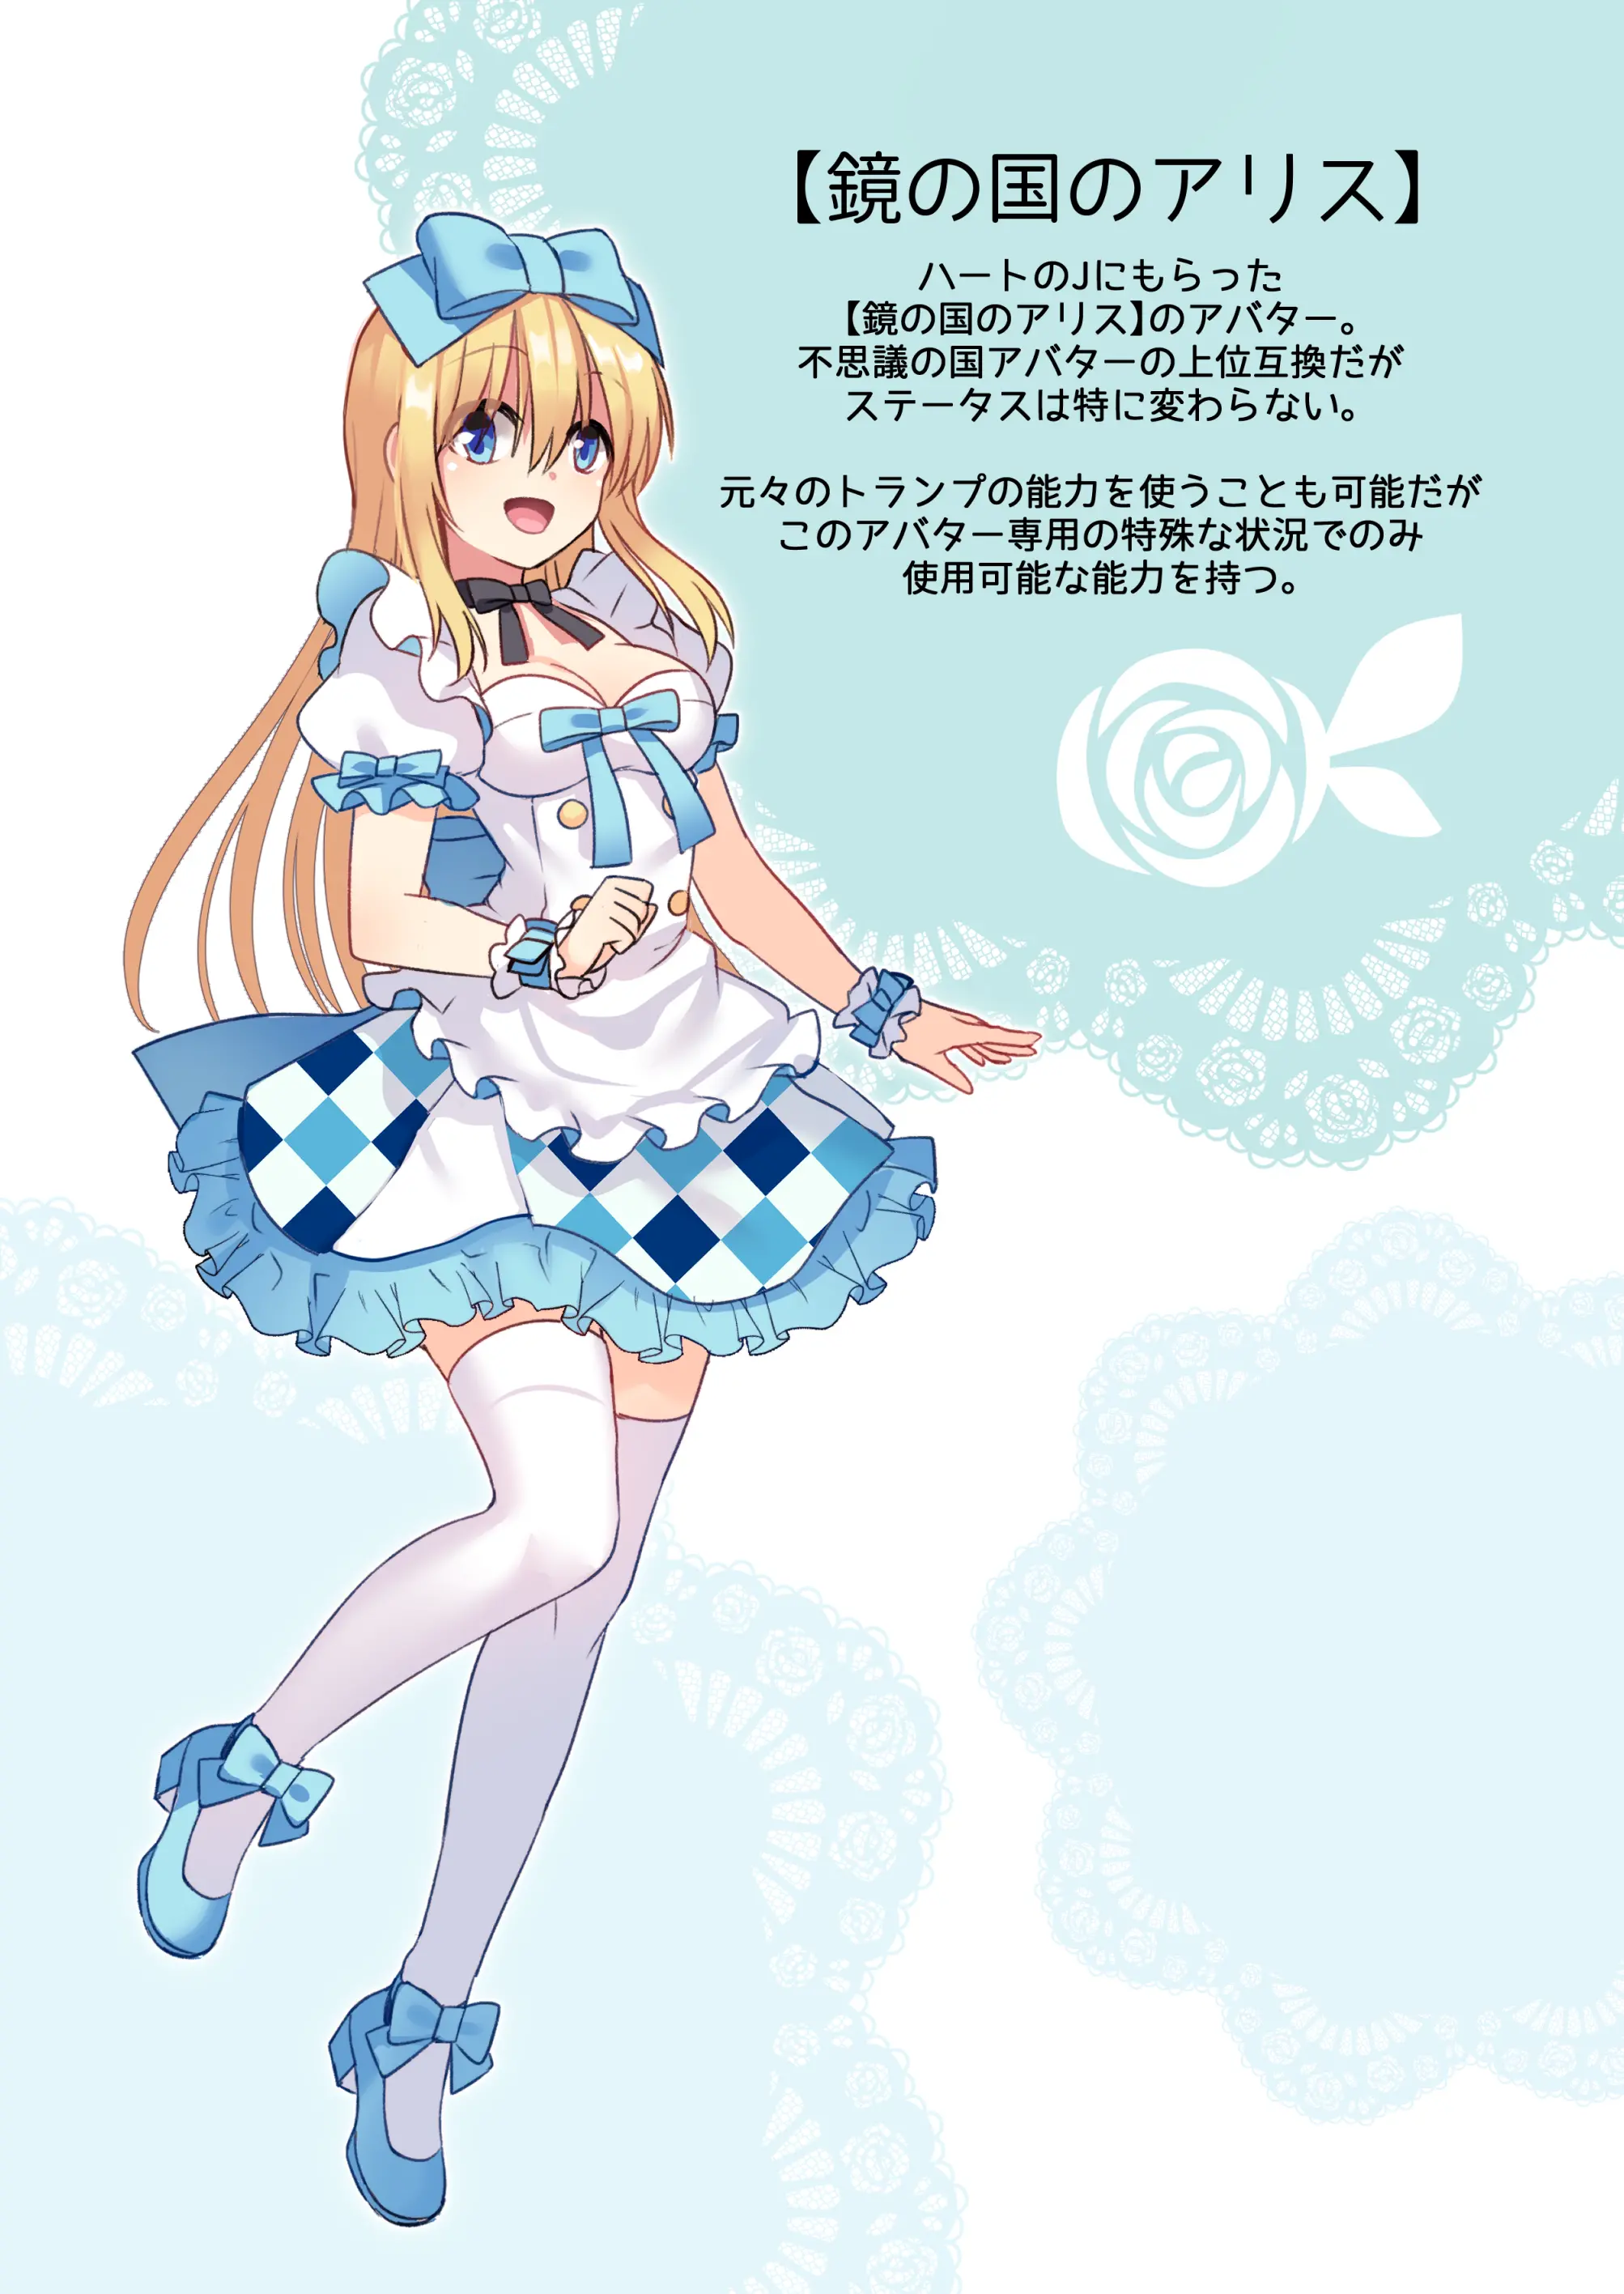 【鏡の国のアリス】
ハートのJにもらった
【鏡の国のアリス】のアバター。
不思議の国アバターの上位互換だが
ステータスは特に変わらない。
元々のトランプの能力を使うことも可能だが
このアバター専用の特殊な状況でのみ
使用可能な能力を持つ。